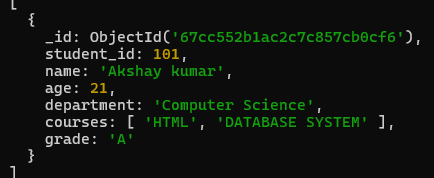 [
{
_id: ObjectId('67cc552b1ac2c7c857cb0cf6'),
student_id: 101,
name: 'Akshay kumar',
age: 21,
department: 'Computer Science',
courses: [ 'HTML', 'DATABASE SYSTEM' ],
grade: 'A'
}
]